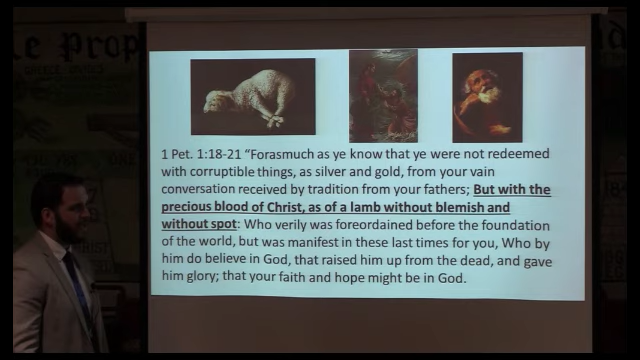 le Prop
1 Pet. 1:18-21 “Forasmuch as ye know that ye were not redeemed
with corruptible things, as silver and gold, from your vain
conversation received by tradition from your fathers; But with the
precious blood of Christ, as of a lamb without blemish and
without spot: Who verily was foreordained before the foundation
of the world, but was manifest in these last times for you, Who by
him do believe in God, that raised him up from the dead, and gave
him glory; that your faith and hope might be in God.